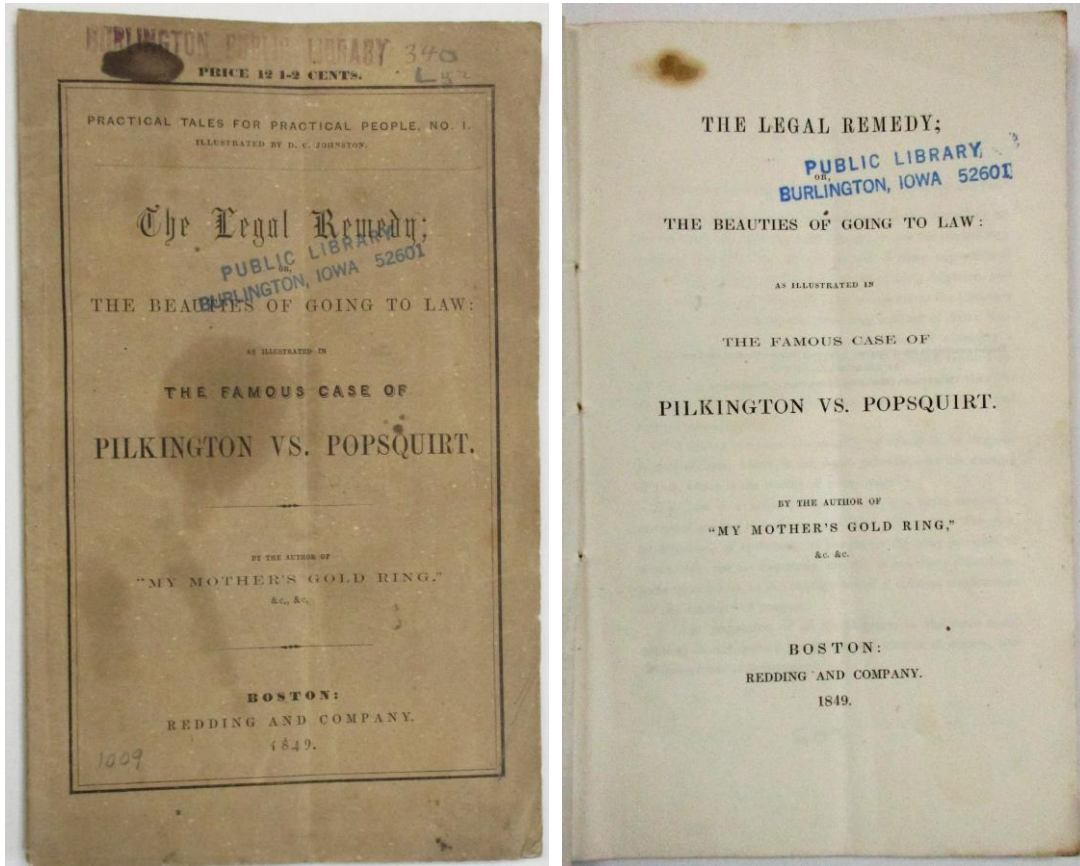 BURLINGTON PUBLIC LIBRARY
340
PRICE 12 1-2 CENTS.
PRACTICAL TALES FOR PRACTICAL PEOPLE, NO. I.
ILLUSTRATED BY D. C. JOHNSTON.
The Legal Remedy;
or,
PUBLIC LIBRARY
BURLINGTON, IOWA 52601
THE BEAUTIES OF GOING TO LAW:
AS ILLUSTRATED IN
THE FAMOUS CASE OF
PILKINGTON VS. POPSQUIRT.
BY THE AUTHOR OF
"MY MOTHER'S GOLD RING,"
&c., &c.
BOSTON:
REDDING AND COMPANY.
1849.
1009
THE LEGAL REMEDY;
PUBLIC LIBRARY
OR,
BURLINGTON, IOWA 52601
THE BEAUTIES OF GOING TO LAW:
AS ILLUSTRATED IN
THE FAMOUS CASE OF
PILKINGTON VS. POPSQUIRT.
BY THE AUTHOR OF
"MY MOTHER'S GOLD RING,"
&c. &c.
BOSTON:
REDDING AND COMPANY.
1849.